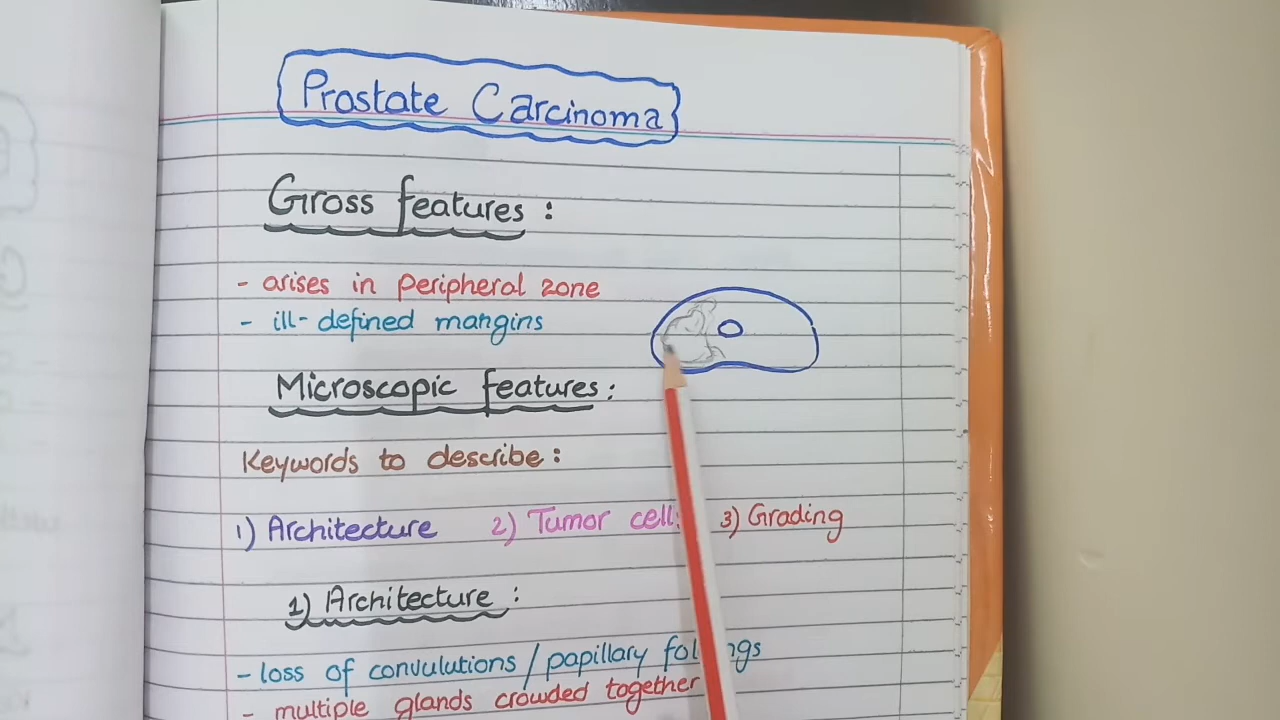 Prostate Carcinoma
Gross features :
- arises in peripheral zone
- ill-defined margins
Microscopic features :
Keywords to describe :
1) Architecture 2) Tumor cell 3) Grading
1) Architecture :
- loss of convulutions / papillary
- multiple glands crowded together